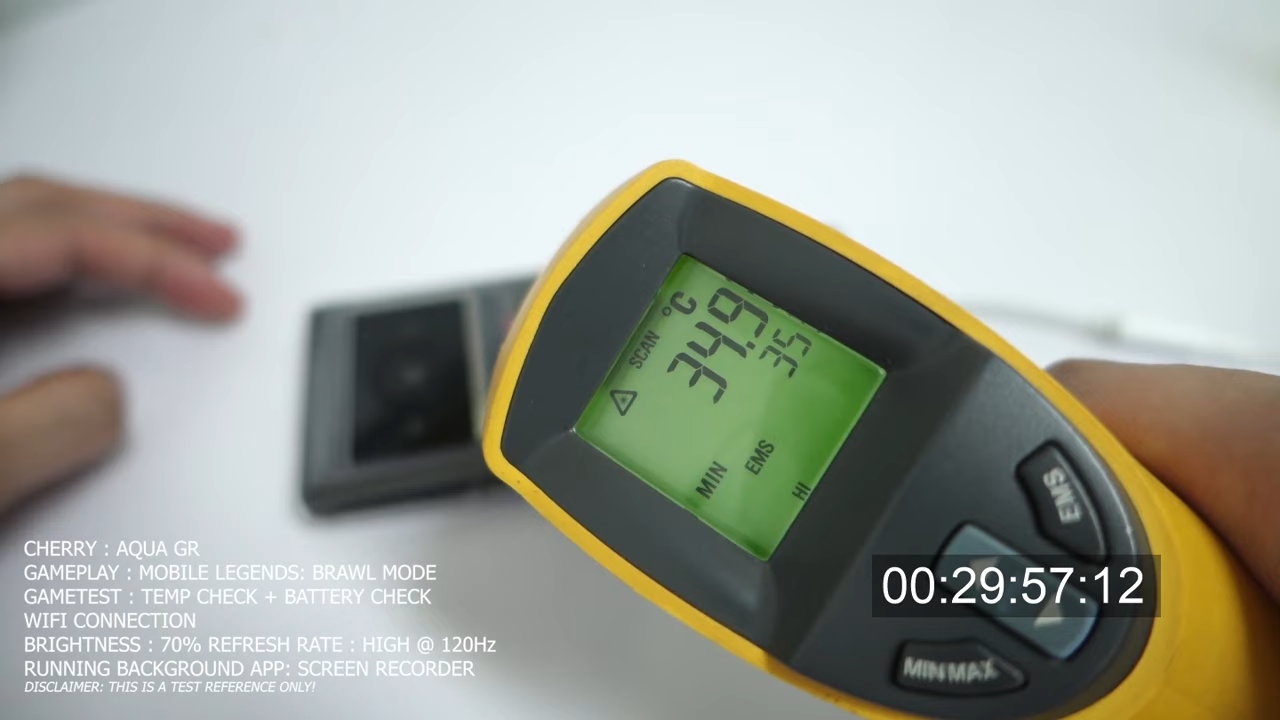 °C
SCAN
34.9
35
MIN
EMS
HI
EMS
MINMAX
00:29:57:12
CHERRY : AQUA GR
GAMEPLAY : MOBILE LEGENDS: BRAWL MODE
GAMETEST : TEMP CHECK + BATTERY CHECK
WIFI CONNECTION
BRIGHTNESS : 70% REFRESH RATE : HIGH @ 120Hz
RUNNING BACKGROUND APP: SCREEN RECORDER
DISCLAIMER: THIS IS A TEST REFERENCE ONLY!